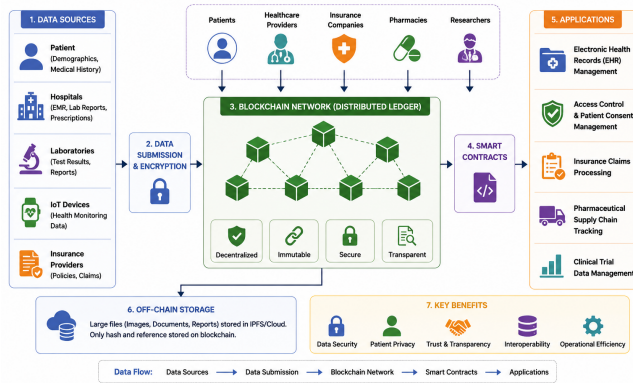 1. DATA SOURCES
Patient
(Demographics,
Medical History)
Hospitals
(EMR, Lab Reports,
Prescriptions)
Laboratories
(Test Results,
Reports)
IoT Devices
(Health Monitoring
Data)
Insurance
Providers
(Policies, Claims)
2. DATA
SUBMISSION
& ENCRYPTION
Patients
Healthcare
Providers
Insurance
Companies
Pharmacies
Researchers
3. BLOCKCHAIN NETWORK (DISTRIBUTED LEDGER)
Decentralized
Immutable
Secure
Transparent
4. SMART
CONTRACTS
</>
5. APPLICATIONS
Electronic Health
Records (EHR)
Management
Access Control
& Patient Consent
Management
Insurance Claims
Processing
Pharmaceutical
Supply Chain
Tracking
Clinical Trial
Data Management
6. OFF-CHAIN STORAGE
Large files (Images, Documents, Reports) stored in IPFS/Cloud.
Only hash and reference stored on blockchain.
7. KEY BENEFITS
Data Security
Patient Privacy
Trust & Transparency
Interoperability
Operational Efficiency
Data Flow: Data Sources Data Submission Blockchain Network Smart Contracts Applications